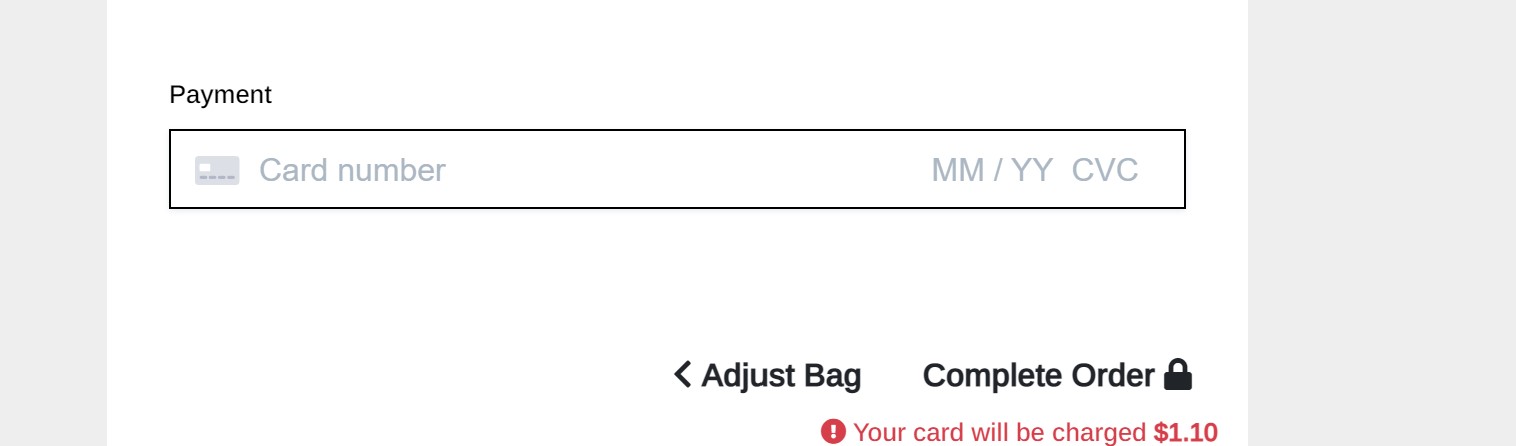 Payment
Card number MM / YY CVC
Adjust Bag Complete Order
Your card will be charged $1.10